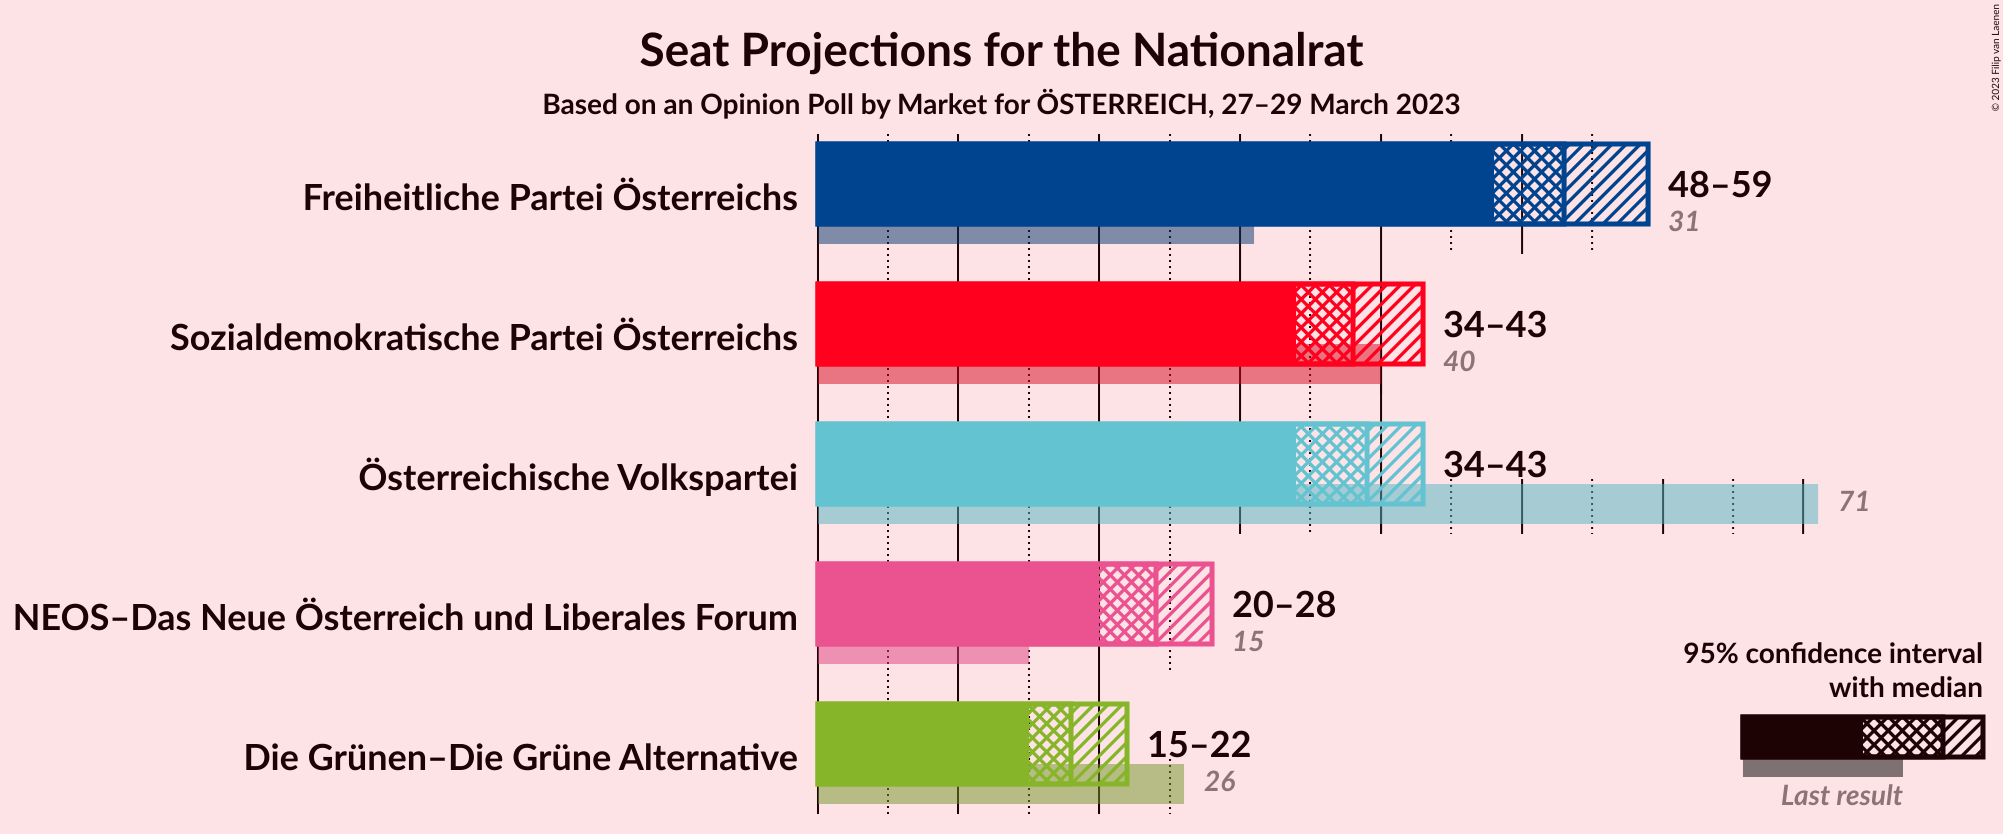 Seat Projections for the Nationalrat
Based on an Opinion Poll by Market for ÖSTERREICH, 27–29 March 2023
© 2023 Filip van Laenen
Freiheitliche Partei Österreichs
48–59
31
Sozialdemokratische Partei Österreichs
34–43
40
Österreichische Volkspartei
34–43
71
NEOS–Das Neue Österreich und Liberales Forum
20–28
15
Die Grünen–Die Grüne Alternative
15–22
26
95% confidence interval
with median
Last result